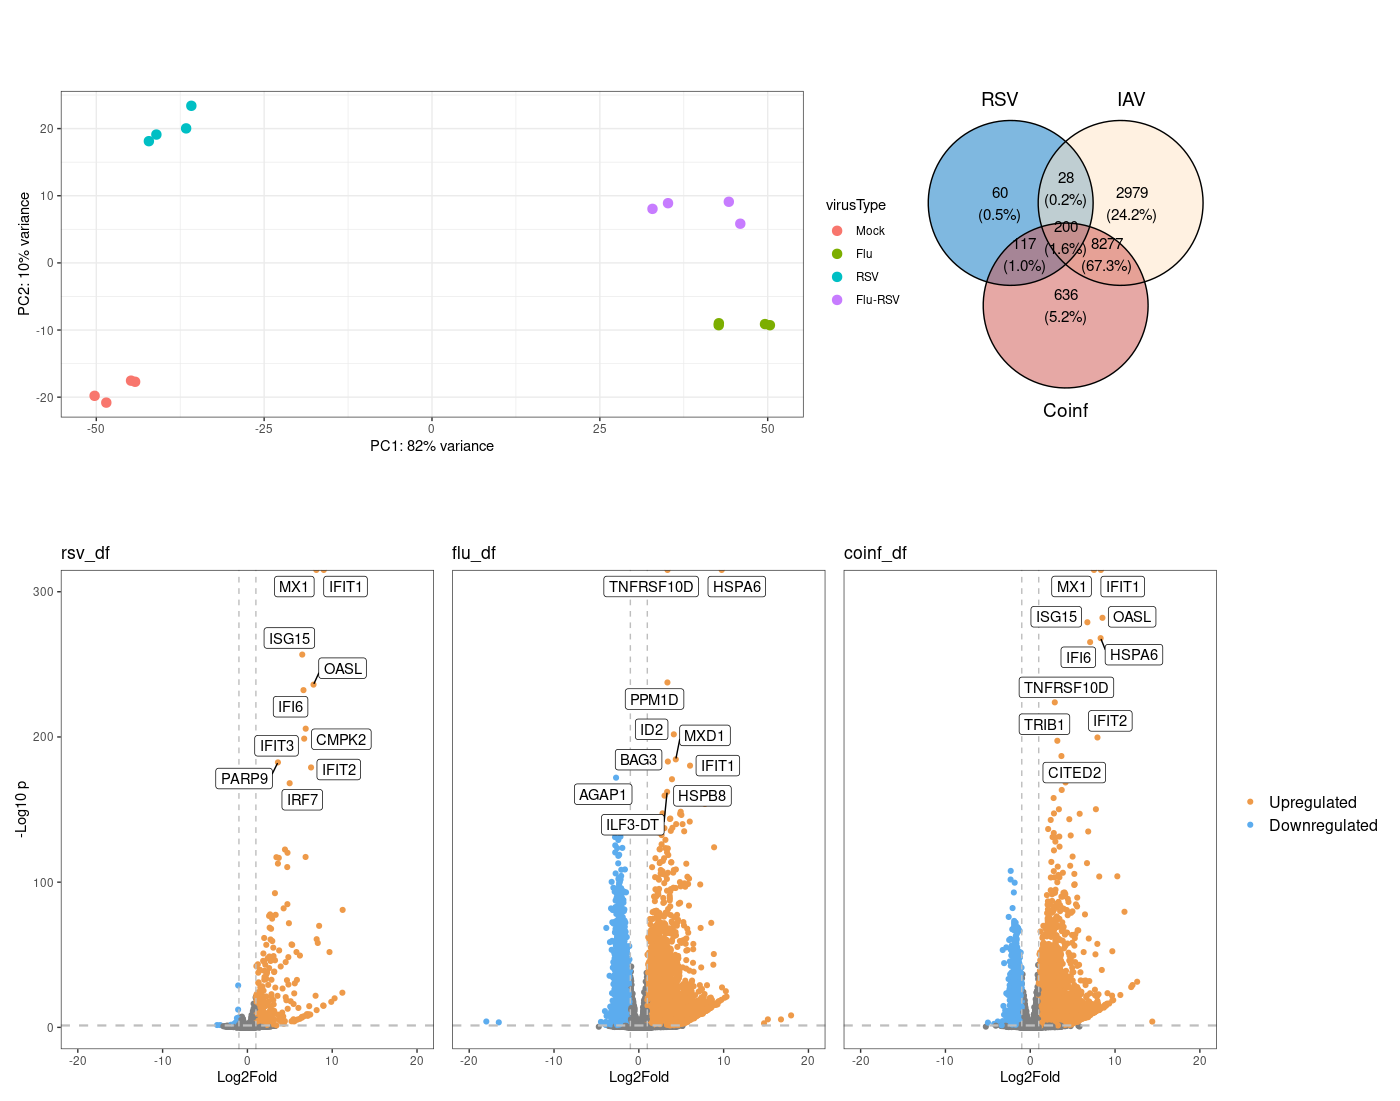 20
10
0
-10
-20
PC2: 10% variance
-50
-25
0
25
50
PC1: 82% variance
virusType
Mock
Flu
RSV
Flu-RSV
RSV
IAV
28
(0.2%)
60
(0.5%)
2979
(24.2%)
200
(1.6%)
117
(1.0%)
8277
(67.3%)
636
(5.2%)
Coinf
rsv_df
300
200
100
0
-Log10 p
MX1
IFIT1
ISG15
OASL
IFI6
CMPK2
IFIT3
IFIT2
PARP9
IRF7
-20
-10
0
10
20
Log2Fold
flu_df
TNFRSF10D
HSPA6
PPM1D
ID2
MXD1
BAG3
IFIT1
AGAP1
HSPB8
ILF3-DT
-20
-10
0
10
20
Log2Fold
coinf_df
MX1
IFIT1
ISG15
OASL
IFI6
HSPA6
TNFRSF10D
TRIB1
IFIT2
CITED2
-20
-10
0
10
20
Log2Fold
Upregulated
Downregulated